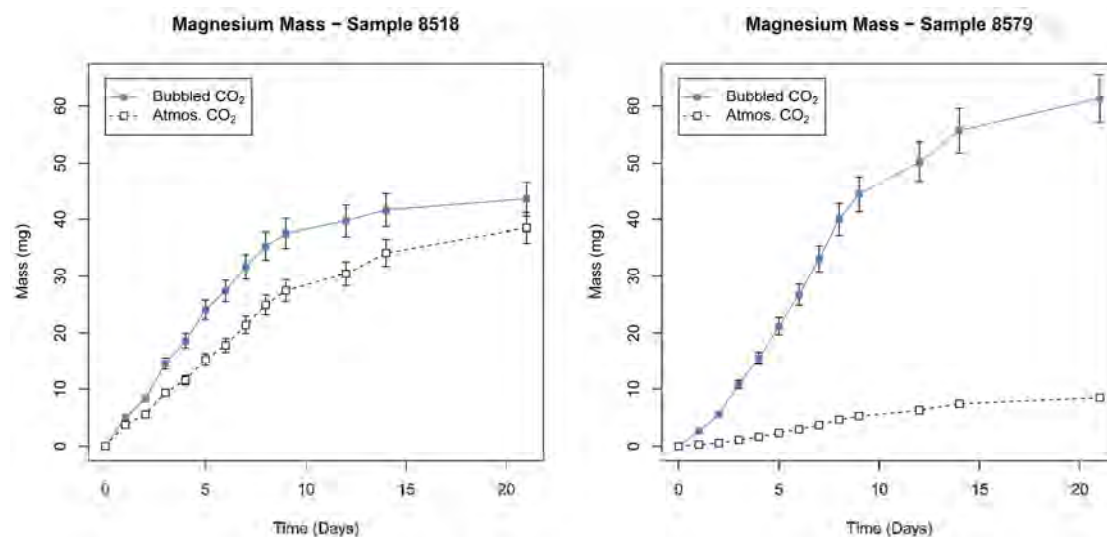 Magnesium Mass − Sample 8518
Bubbled CO₂
Atmos. CO₂
Mass (mg)
60
50
40
30
20
10
0
0 5 10 15 20
Time (Days)
Magnesium Mass − Sample 8579
Bubbled CO₂
Atmos. CO₂
Mass (mg)
60
50
40
30
20
10
0
0 5 10 15 20
Time (Days)